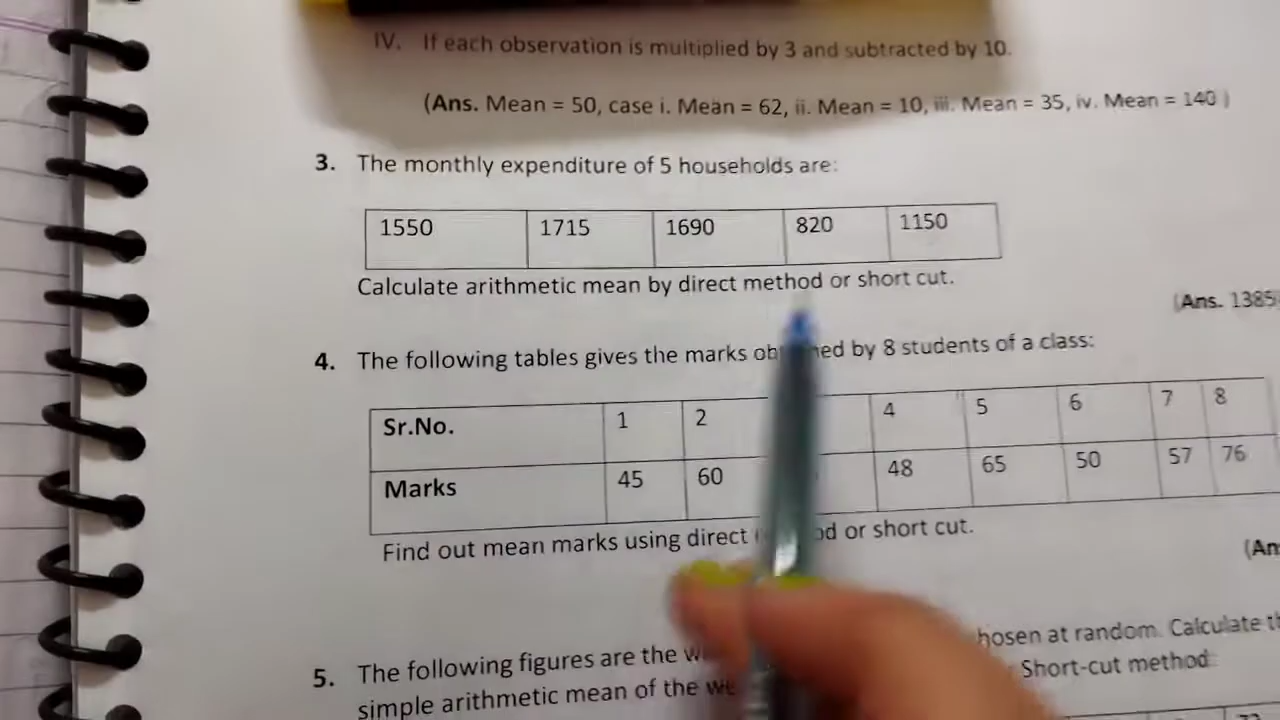 IV. If each observation is multiplied by 3 and subtracted by 10.
(Ans. Mean = 50, case i. Mean = 62, ii. Mean = 10, iii. Mean = 35, iv. Mean = 140 )
3. The monthly expenditure of 5 households are:
1550 1715 1690 820 1150
Calculate arithmetic mean by direct method or short cut.
(Ans. 1385
4. The following tables gives the marks by 8 students of a class:
Sr.No. 1 2 4 5 6 7 8
Marks 45 60 48 65 50 57 76
Find out mean marks using direct or short cut.
5. The following figures are the hosen at random. Calculate
simple arithmetic mean of the Short-cut method